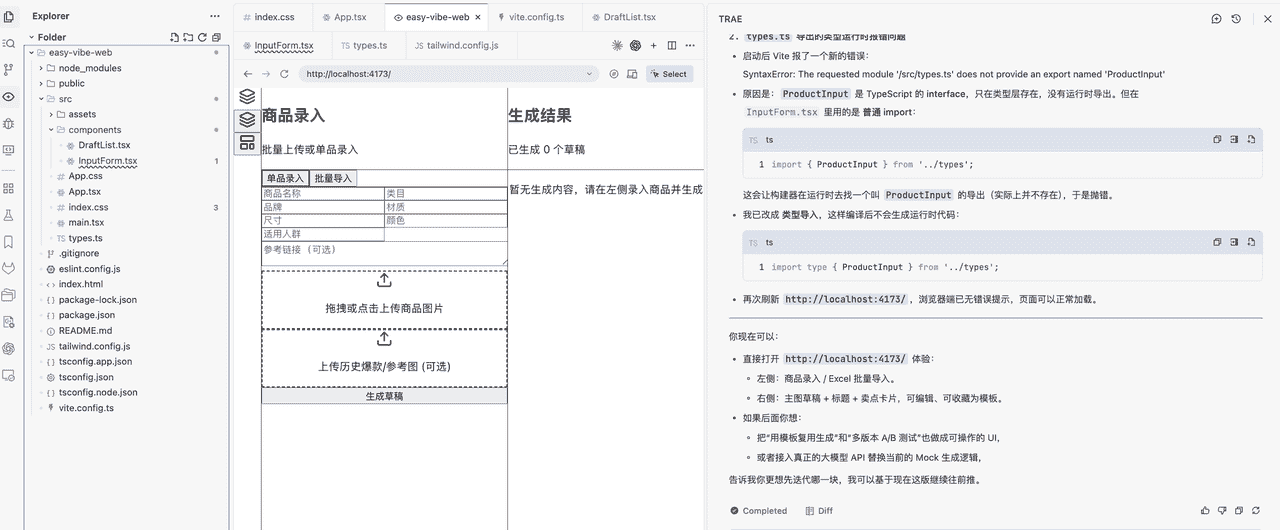 Explorer
Folder
easy-vibe-web
node_modules
public
src
assets
components
DraftList.tsx
InputForm.tsx 1
App.css
App.tsx
index.css 3
main.tsx
TS types.ts
.gitignore
eslint.config.js
index.html
package-lock.json
package.json
README.md
tailwind.config.js
tsconfig.app.json
tsconfig.json
tsconfig.node.json
vite.config.ts
index.css
App.tsx
easy-vibe-web
vite.config.ts
DraftList.tsx
InputForm.tsx
TS types.ts
tailwind.config.js
http://localhost:4173/
Select
商品录入
批量上传或单品录入
单品录入 批量导入
商品名称 类目
品牌 材质
尺寸 颜色
适用人群
参考链接 (可选)
拖拽或点击上传商品图片
上传历史爆款/参考图 (可选)
生成草稿
生成结果
已生成 0 个草稿
暂无生成内容，请在左侧录入商品并生成
TRAE
2. types.ts 导出的类型运行时报错问题
启动后 Vite 报了一个新的错误：
SyntaxError: The requested module '/src/types.ts' does not provide an export named 'ProductInput'
原因是： ProductInput 是 TypeScript 的 interface，只在类型层存在，没有运行时导出。但在
InputForm.tsx 里用的是 普通 import：
TS ts
1 import { ProductInput } from '../types';
这会让构建器在运行时去找一个叫 ProductInput 的导出（实际上并不存在），于是抛错。
我已改成 类型导入，这样编译后不会生成运行时代码：
TS ts
1 import type { ProductInput } from '../types';
再次刷新 http://localhost:4173/ ，浏览器端已无错误提示，页面可以正常加载。
你现在可以：
直接打开 http://localhost:4173/ 体验：
左侧：商品录入 / Excel 批量导入。
右侧：主图草稿 + 标题 + 卖点卡片，可编辑、可收藏为模板。
如果后面你想：
把“用模板复用生成”和“多版本 A/B 测试”也做成可操作的 UI，
或者接入真正的大模型 API 替换当前的 Mock 生成逻辑，
告诉我你更想先迭代哪一块，我可以基于现在这版继续往前推。
Completed Diff